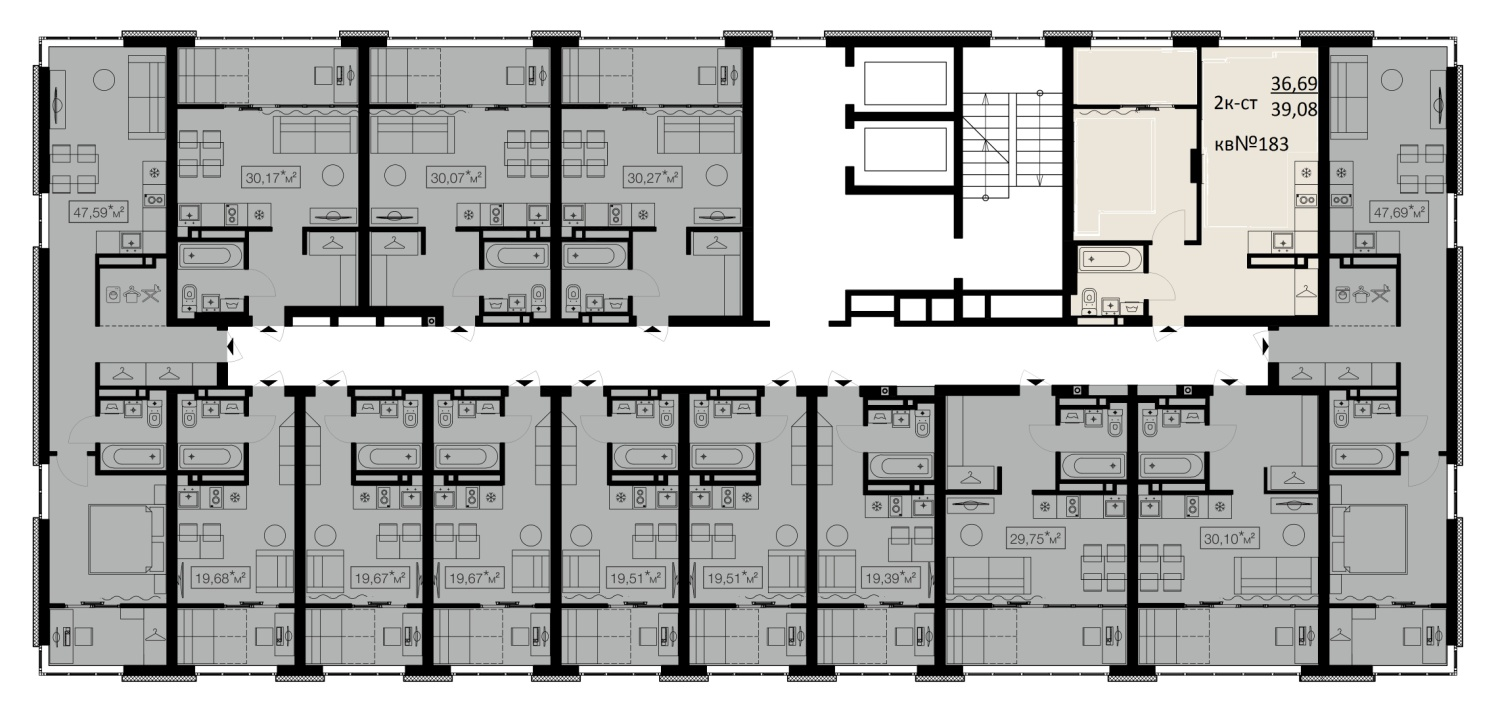 36,69
2к-ст 39,08
кв№183
30,17*м²
30,07*м²
30,27*м²
47,59*м²
47,69*м²
29,75*м²
30,10*м²
19,68*м²
19,67*м²
19,67*м²
19,51*м²
19,51*м²
19,39*м²